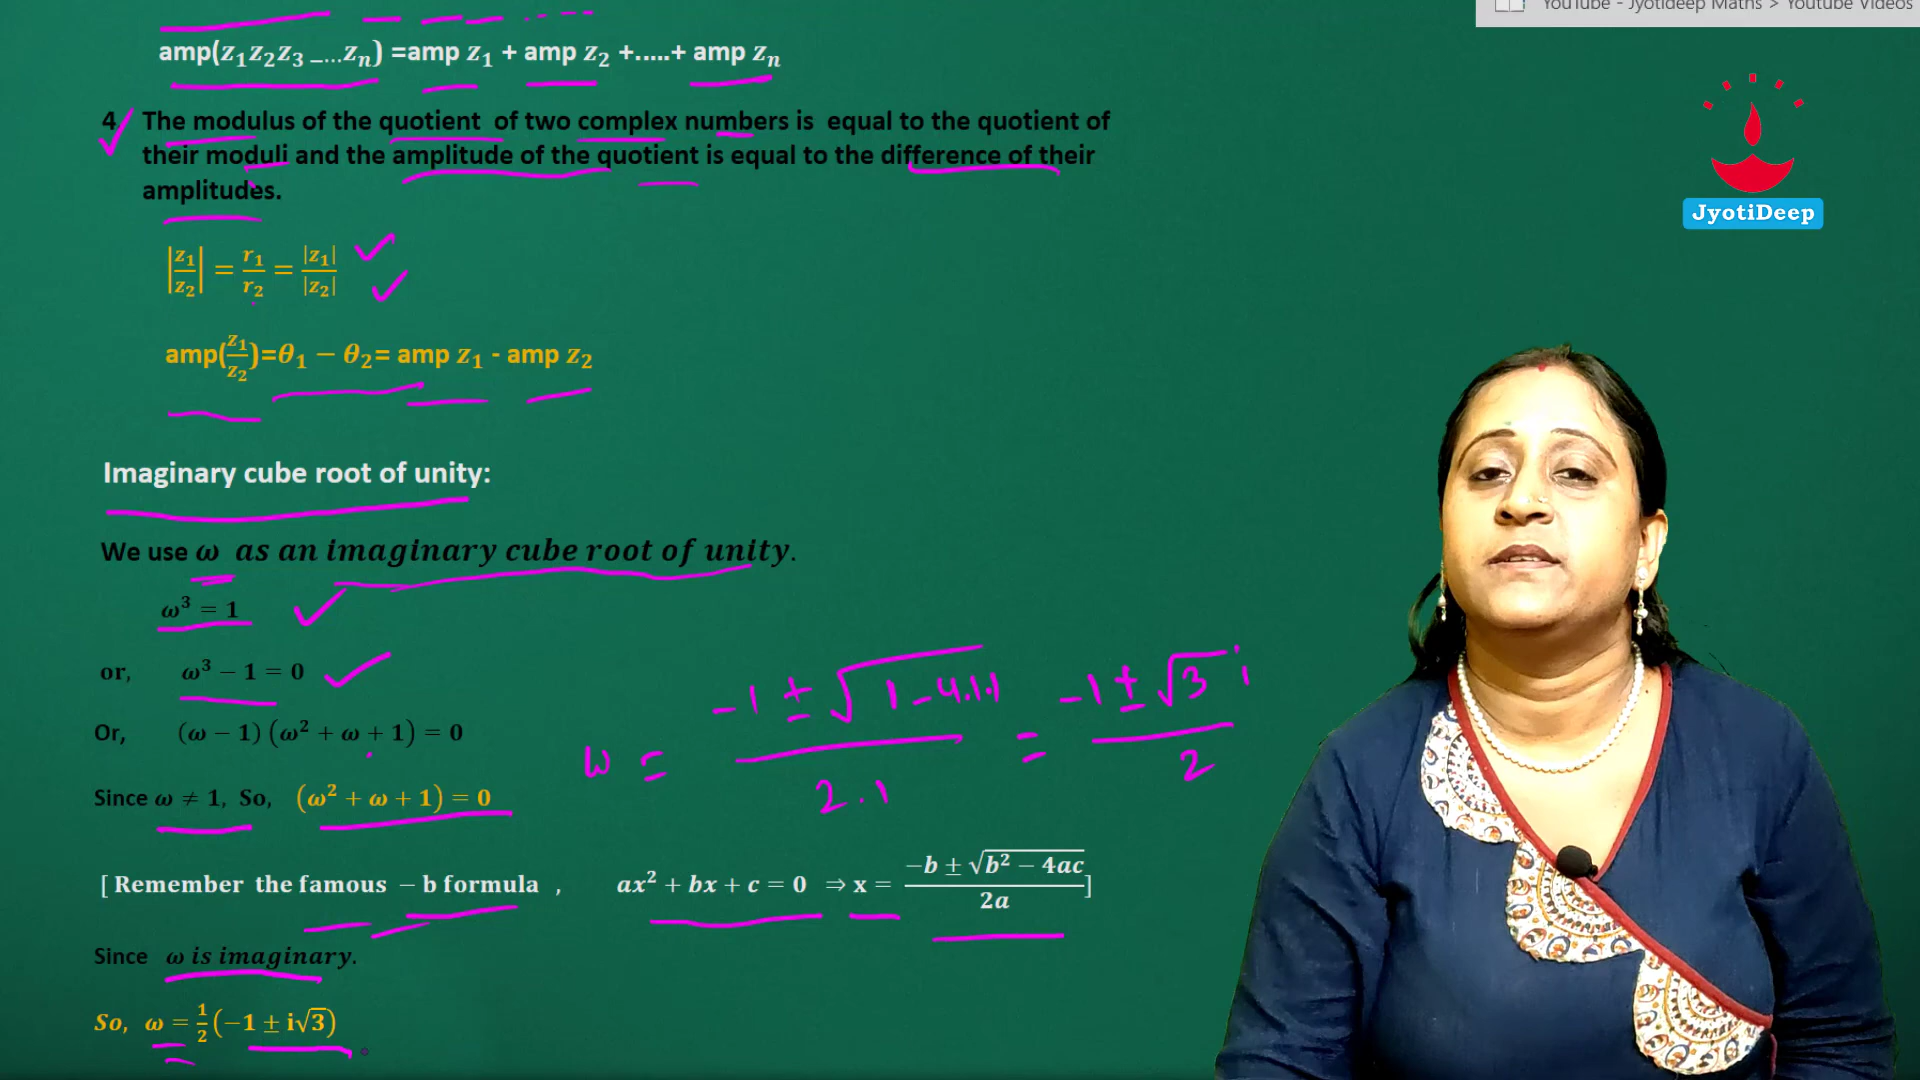 YouTube - Jyotideep Maths > Youtube Videos
amp(z₁z₂z₃ _...zₙ) =amp z₁ + amp z₂ +.....+ amp zₙ
4. The modulus of the quotient of two complex numbers is equal to the quotient of
their moduli and the amplitude of the quotient is equal to the difference of their
amplitudes.
|z₁/z₂| = r₁/r₂ = |z₁|/|z₂|
amp(z₁/z₂)=θ₁ − θ₂= amp z₁ - amp z₂
JyotiDeep
Imaginary cube root of unity:
We use ω as an imaginary cube root of unity.
ω³ = 1
or, ω³ − 1 = 0
Or, (ω − 1) (ω² + ω + 1) = 0
ω = (-1 ± √(1-4.1.1))/(2.1) = (-1 ± √3 i)/2
Since ω ≠ 1, So, (ω² + ω + 1) = 0
[ Remember the famous − b formula , ax² + bx + c = 0 ⇒ x = (−b ± √(b² − 4ac))/2a ]
Since ω is imaginary.
So, ω = ½(−1 ± i√3)